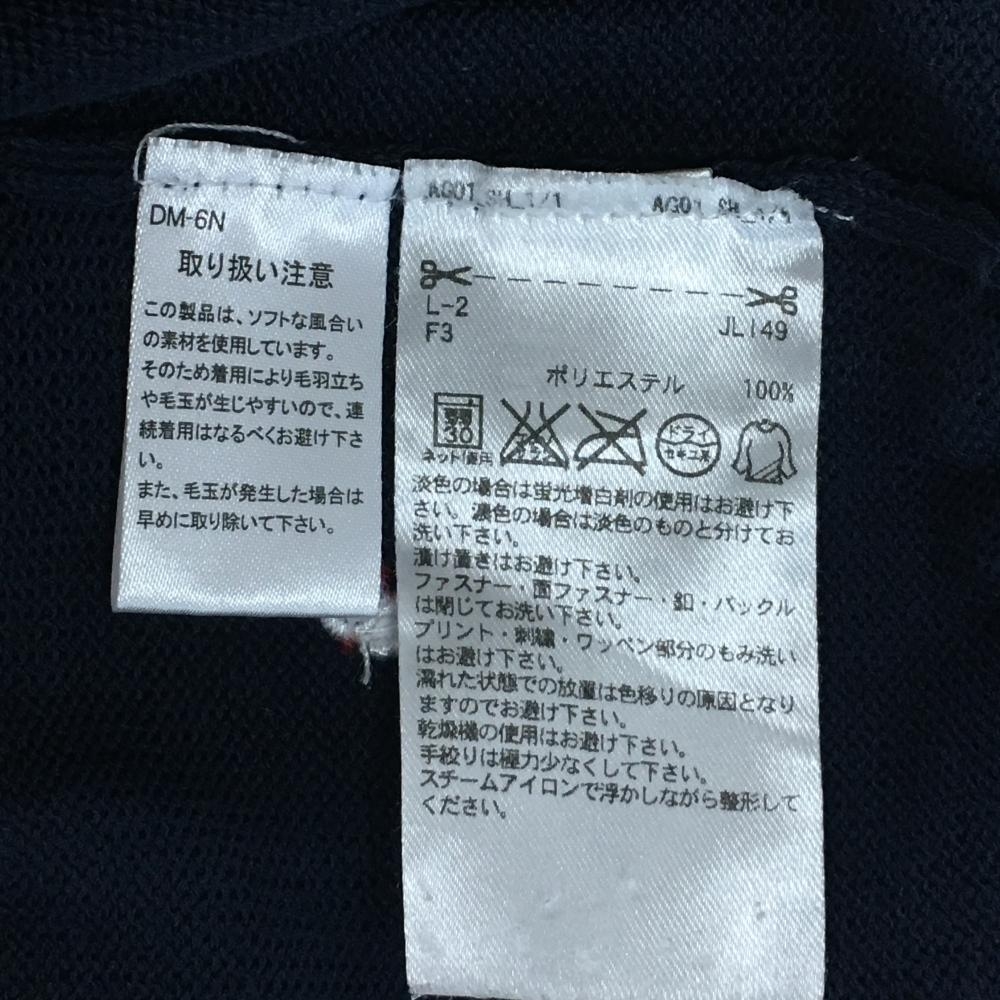 DM-6N
取り扱い注意
この製品は、ソフトな風合い
の素材を使用しています。
そのため着用により毛羽立ち
や毛玉が生じやすいので、連
続着用はなるべくお避け下さ
い。
また、毛玉が発生した場合は
早めに取り除いて下さい。
AG01_SH_1/1 AG01_SH_1/1
L-2
F3
JL149
ポリエステル 100%
30
ネット使用
ドライ
セキユ系
淡色の場合は蛍光増白剤の使用はお避け下
さい。濃色の場合は淡色のものと分けてお
洗い下さい。
漬け置きはお避け下さい。
ファスナー・面ファスナー・釦・バックル
は閉じてお洗い下さい。
プリント・刺繍・ワッペン部分のもみ洗い
はお避け下さい。
濡れた状態での放置は色移りの原因となり
ますのでお避け下さい。
乾燥機の使用はお避け下さい。
手絞りは極力少なくして下さい。
スチームアイロンで浮かしながら整形して
ください。